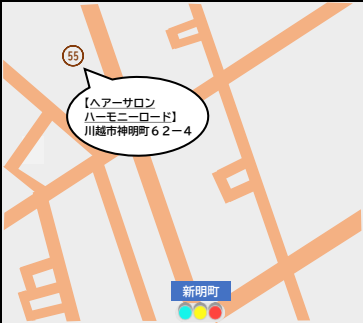 55
【ヘアーサロン
ハーモニーロード】
川越市神明町６２－４
新明町